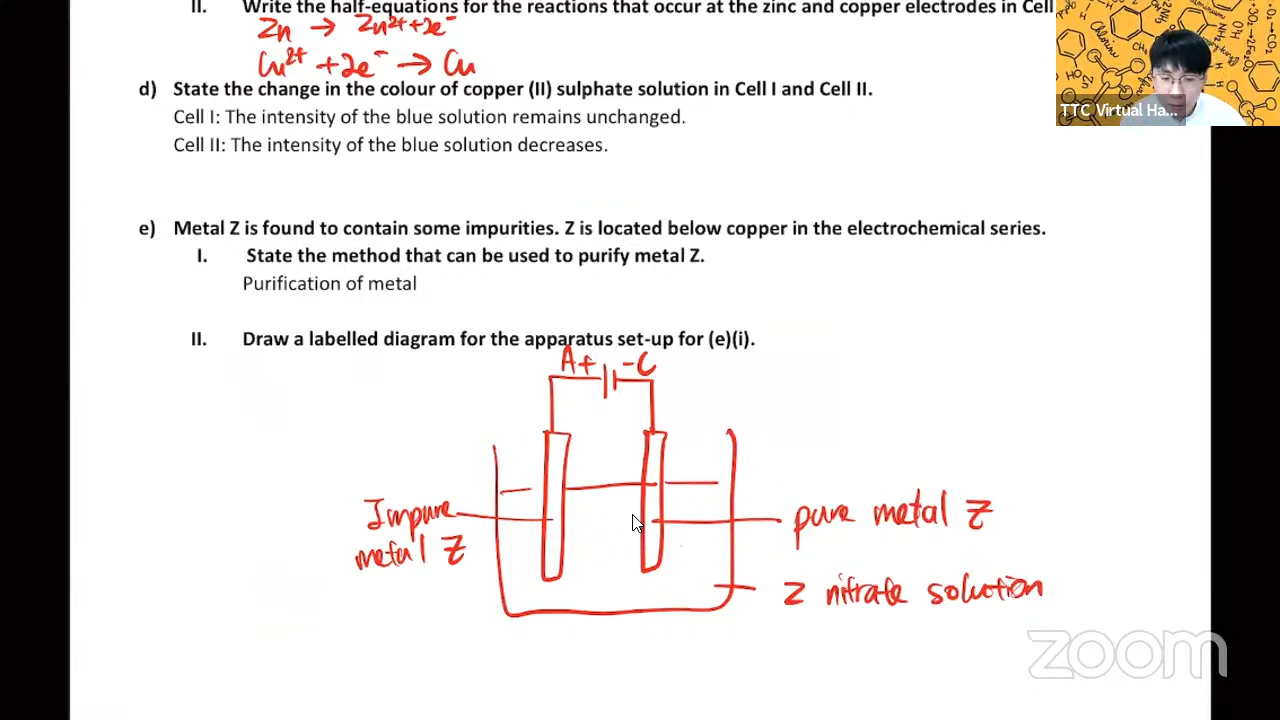 II. Write the half-equations for the reactions that occur at the zinc and copper electrodes in Cell
Zn → Zn²⁺+2e⁻
Cu²⁺ +2e⁻ → Cu
d) State the change in the colour of copper (II) sulphate solution in Cell I and Cell II.
Cell I: The intensity of the blue solution remains unchanged.
Cell II: The intensity of the blue solution decreases.
e) Metal Z is found to contain some impurities. Z is located below copper in the electrochemical series.
I. State the method that can be used to purify metal Z.
Purification of metal
II. Draw a labelled diagram for the apparatus set-up for (e)(i).
A+ -C
Impure
metal Z
pure metal Z
Z nitrate solution
TTC Virtual Ha...
Chlorine
zoom